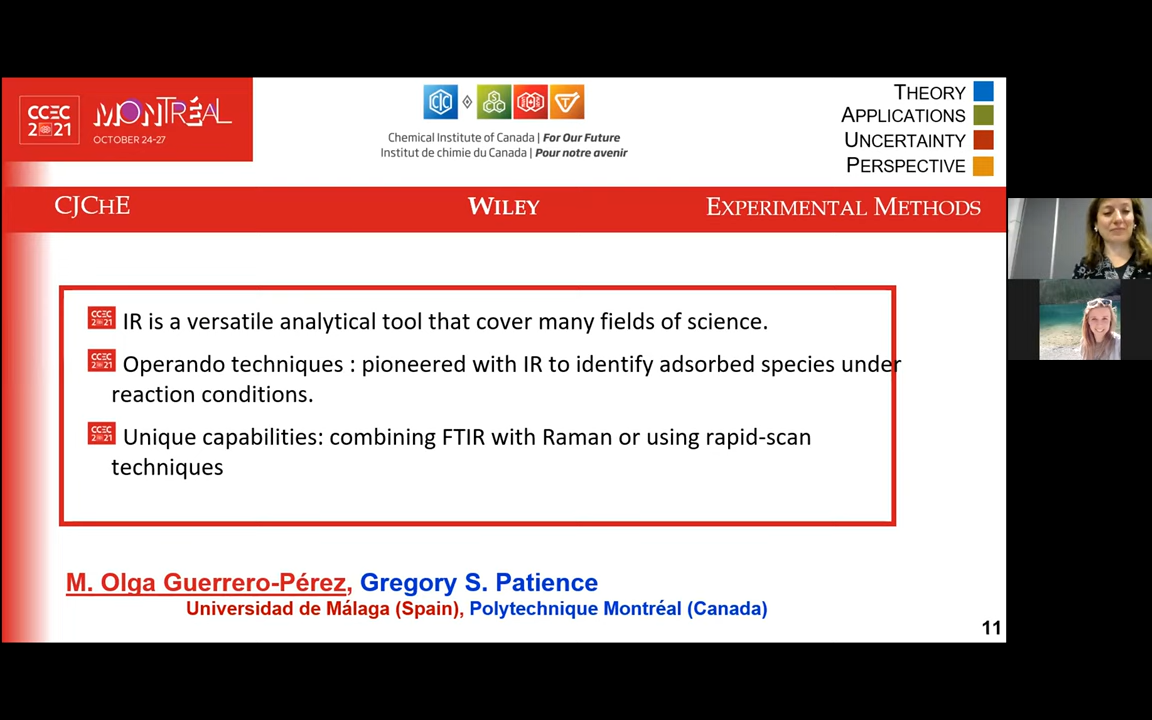 CCEC
2021
MONTRÉAL
OCTOBER 24-27
Chemical Institute of Canada | For Our Future
Institut de chimie du Canada | Pour notre avenir
THEORY
APPLICATIONS
UNCERTAINTY
PERSPECTIVE
CJCHE
WILEY
EXPERIMENTAL METHODS
IR is a versatile analytical tool that cover many fields of science.
Operando techniques : pioneered with IR to identify adsorbed species under
reaction conditions.
Unique capabilities: combining FTIR with Raman or using rapid-scan
techniques
M. Olga Guerrero-Pérez, Gregory S. Patience
Universidad de Málaga (Spain), Polytechnique Montréal (Canada)
11